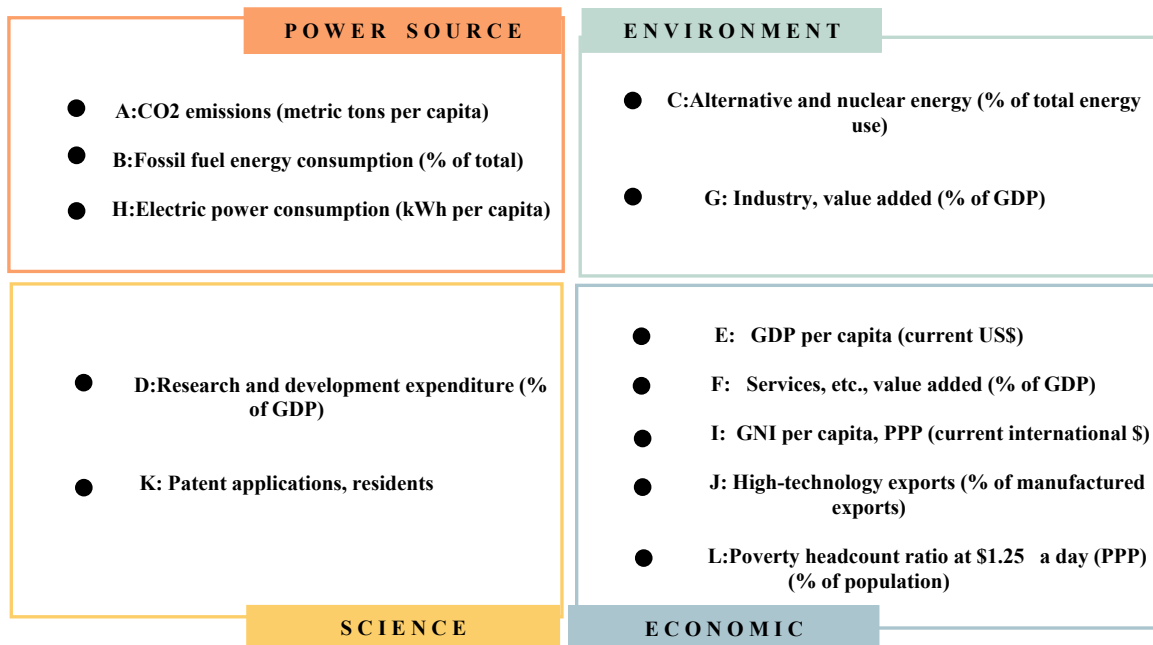 POWER SOURCE
A:CO2 emissions (metric tons per capita)
B:Fossil fuel energy consumption (% of total)
H:Electric power consumption (kWh per capita)
ENVIRONMENT
C:Alternative and nuclear energy (% of total energy
use)
G: Industry, value added (% of GDP)
D:Research and development expenditure (%
of GDP)
K: Patent applications, residents
SCIENCE
E: GDP per capita (current US$)
F: Services, etc., value added (% of GDP)
I: GNI per capita, PPP (current international $)
J: High-technology exports (% of manufactured
exports)
L:Poverty headcount ratio at $1.25 a day (PPP)
(% of population)
ECONOMIC